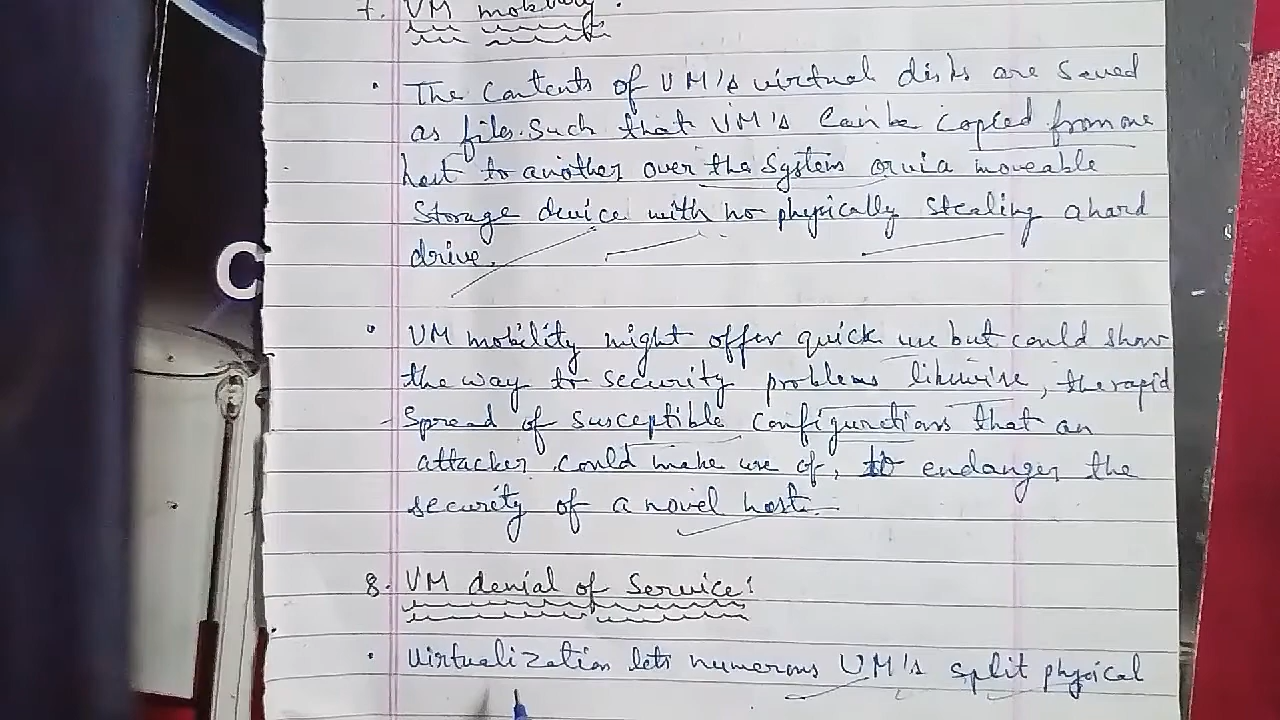 7. VM mobility:
• The contents of VM's virtual disks are saved
as files. Such that VM's can be copied from one
host to another over the systems or via moveable
storage device with no physically stealing a hard
drive.
• VM mobility might offer quick use but could show
the way to security problems likewise, the rapid
spread of susceptible configurations that an
attacker could make use of, to endanger the
security of a novel host.
8. VM denial of Service:
• virtualization lets numerous VM's split physical
C